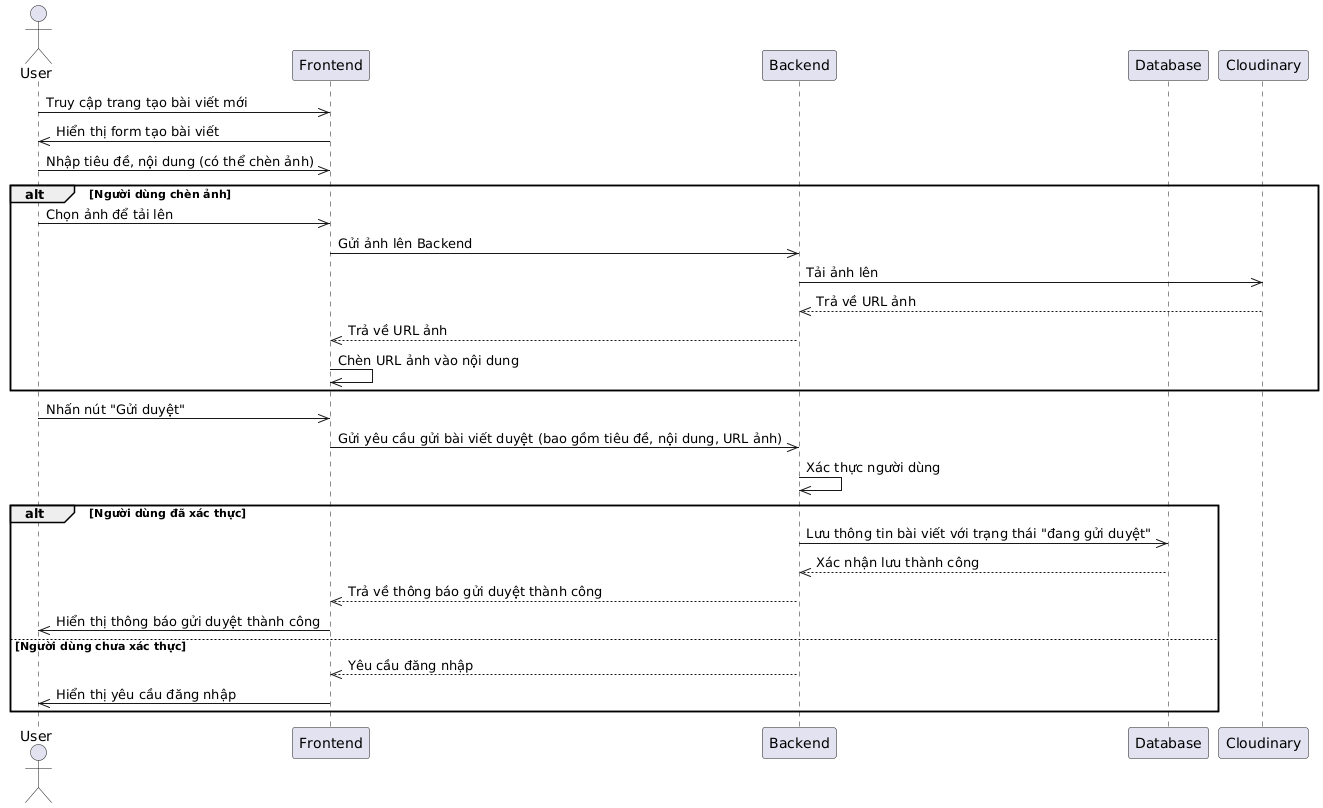 User
Frontend
Backend
Database
Cloudinary
Truy cập trang tạo bài viết mới
Hiển thị form tạo bài viết
Nhập tiêu đề, nội dung (có thể chèn ảnh)
alt [Người dùng chèn ảnh]
Chọn ảnh để tải lên
Gửi ảnh lên Backend
Tải ảnh lên
Trả về URL ảnh
Trả về URL ảnh
Chèn URL ảnh vào nội dung
Nhấn nút "Gửi duyệt"
Gửi yêu cầu gửi bài viết duyệt (bao gồm tiêu đề, nội dung, URL ảnh)
Xác thực người dùng
alt [Người dùng đã xác thực]
Lưu thông tin bài viết với trạng thái "đang gửi duyệt"
Xác nhận lưu thành công
Trả về thông báo gửi duyệt thành công
Hiển thị thông báo gửi duyệt thành công
[Người dùng chưa xác thực]
Yêu cầu đăng nhập
Hiển thị yêu cầu đăng nhập
User
Frontend
Backend
Database
Cloudinary